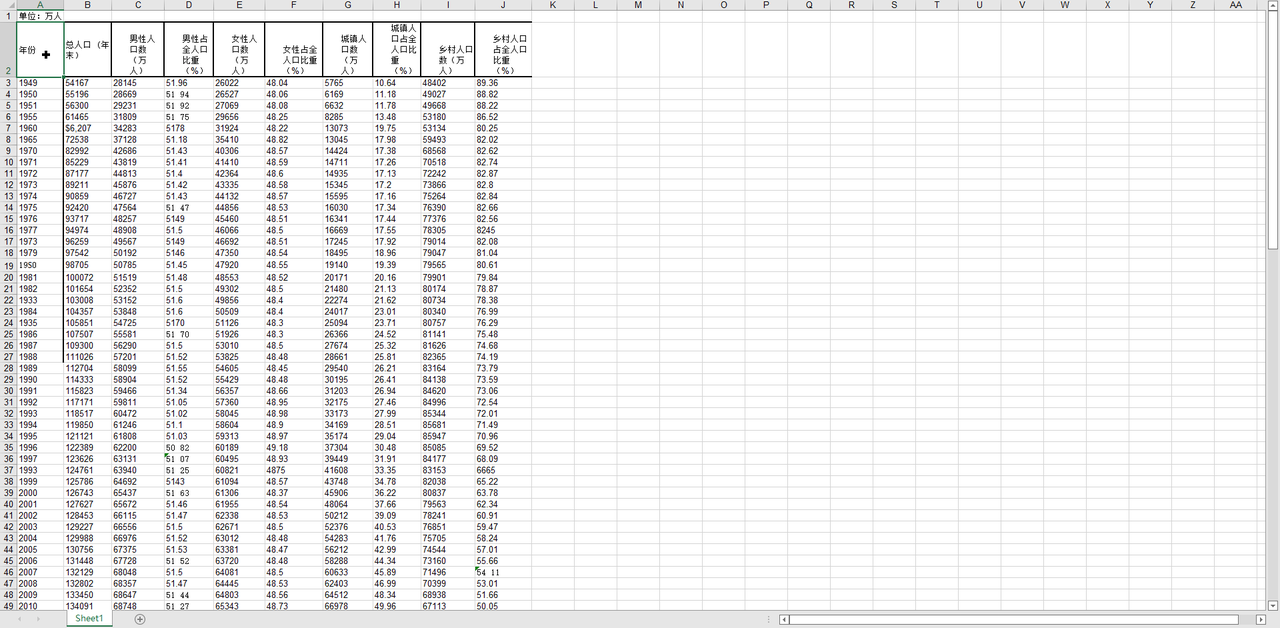 A B C D E F G H I J K L M N O P Q R S T U V W X Y Z AA
1 单位：万人
2 年份 总人口（年末） 男性人口数（万人） 男性占全人口比重（%） 女性人口数（万人） 女性占全人口比重（%） 城镇人口数（万人） 城镇人口占全人口比重（%） 乡村人口数（万人） 乡村人口占全人口比重（%）
3 1949 54167 28145 51.96 26022 48.04 5765 10.64 48402 89.36
4 1950 55196 28669 51 94 26527 48.06 6169 11.18 49027 88.82
5 1951 56300 29231 51 92 27069 48.08 6632 11.78 49668 88.22
6 1955 61465 31809 51 75 29656 48.25 8285 13.48 53180 86.52
7 1960 $6,207 34283 5178 31924 48.22 13073 19.75 53134 80.25
8 1965 72538 37128 51.18 35410 48.82 13045 17.98 59493 82.02
9 1970 82992 42686 51.43 40306 48.57 14424 17.38 68568 82.62
10 1971 85229 43819 51.41 41410 48.59 14711 17.26 70518 82.74
11 1972 87177 44813 51.4 42364 48.6 14935 17.13 72242 82.87
12 1973 89211 45876 51.42 43335 48.58 15345 17.2 73866 82.8
13 1974 90859 46727 51.43 44132 48.57 15595 17.16 75264 82.84
14 1975 92420 47564 51 47 44856 48.53 16030 17.34 76390 82.66
15 1976 93717 48257 5149 45460 48.51 16341 17.44 77376 82.56
16 1977 94974 48908 51.5 46066 48.5 16669 17.55 78305 8245
17 1973 96259 49567 5149 46692 48.51 17245 17.92 79014 82.08
18 1979 97542 50192 5146 47350 48.54 18495 18.96 79047 81.04
19 19S0 98705 50785 51.45 47920 48.55 19140 19.39 79565 80.61
20 1981 100072 51519 51.48 48553 48.52 20171 20.16 79901 79.84
21 1982 101654 52352 51.5 49302 48.5 21480 21.13 80174 78.87
22 1933 103008 53152 51.6 49856 48.4 22274 21.62 80734 78.38
23 1984 104357 53848 51.6 50509 48.4 24017 23.01 80340 76.99
24 1935 105851 54725 5170 51126 48.3 25094 23.71 80757 76.29
25 1986 107507 55581 51 70 51926 48.3 26366 24.52 81141 75.48
26 1987 109300 56290 51.5 53010 48.5 27674 25.32 81626 74.68
27 1988 111026 57201 51.52 53825 48.48 28661 25.81 82365 74.19
28 1989 112704 58099 51.55 54605 48.45 29540 26.21 83164 73.79
29 1990 114333 58904 51.52 55429 48.48 30195 26.41 84138 73.59
30 1991 115823 59466 51.34 56357 48.66 31203 26.94 84620 73.06
31 1992 117171 59811 51.05 57360 48.95 32175 27.46 84996 72.54
32 1993 118517 60472 51.02 58045 48.98 33173 27.99 85344 72.01
33 1994 119850 61246 51.1 58604 48.9 34169 28.51 85681 71.49
34 1995 121121 61808 51.03 59313 48.97 35174 29.04 85947 70.96
35 1996 122389 62200 50 82 60189 49.18 37304 30.48 85085 69.52
36 1997 123626 63131 51 07 60495 48.93 39449 31.91 84177 68.09
37 1993 124761 63940 51 25 60821 4875 41608 33.35 83153 6665
38 1999 125786 64692 5143 61094 48.57 43748 34.78 82038 65.22
39 2000 126743 65437 51 63 61306 48.37 45906 36.22 80837 63.78
40 2001 127627 65672 51.46 61955 48.54 48064 37.66 79563 62.34
41 2002 128453 66115 51.47 62338 48.53 50212 39.09 78241 60.91
42 2003 129227 66556 51.5 62671 48.5 52376 40.53 76851 59.47
43 2004 129988 66976 51.52 63012 48.48 54283 41.76 75705 58.24
44 2005 130756 67375 51.53 63381 48.47 56212 42.99 74544 57.01
45 2006 131448 67728 51 52 63720 48.48 58288 44.34 73160 55.66
46 2007 132129 68048 51.5 64081 48.5 60633 45.89 71496 54 11
47 2008 132802 68357 51.47 64445 48.53 62403 46.99 70399 53.01
48 2009 133450 68647 51 44 64803 48.56 64512 48.34 68938 51.66
49 2010 134091 68748 51 27 65343 48.73 66978 49.96 67113 50.05
Sheet1